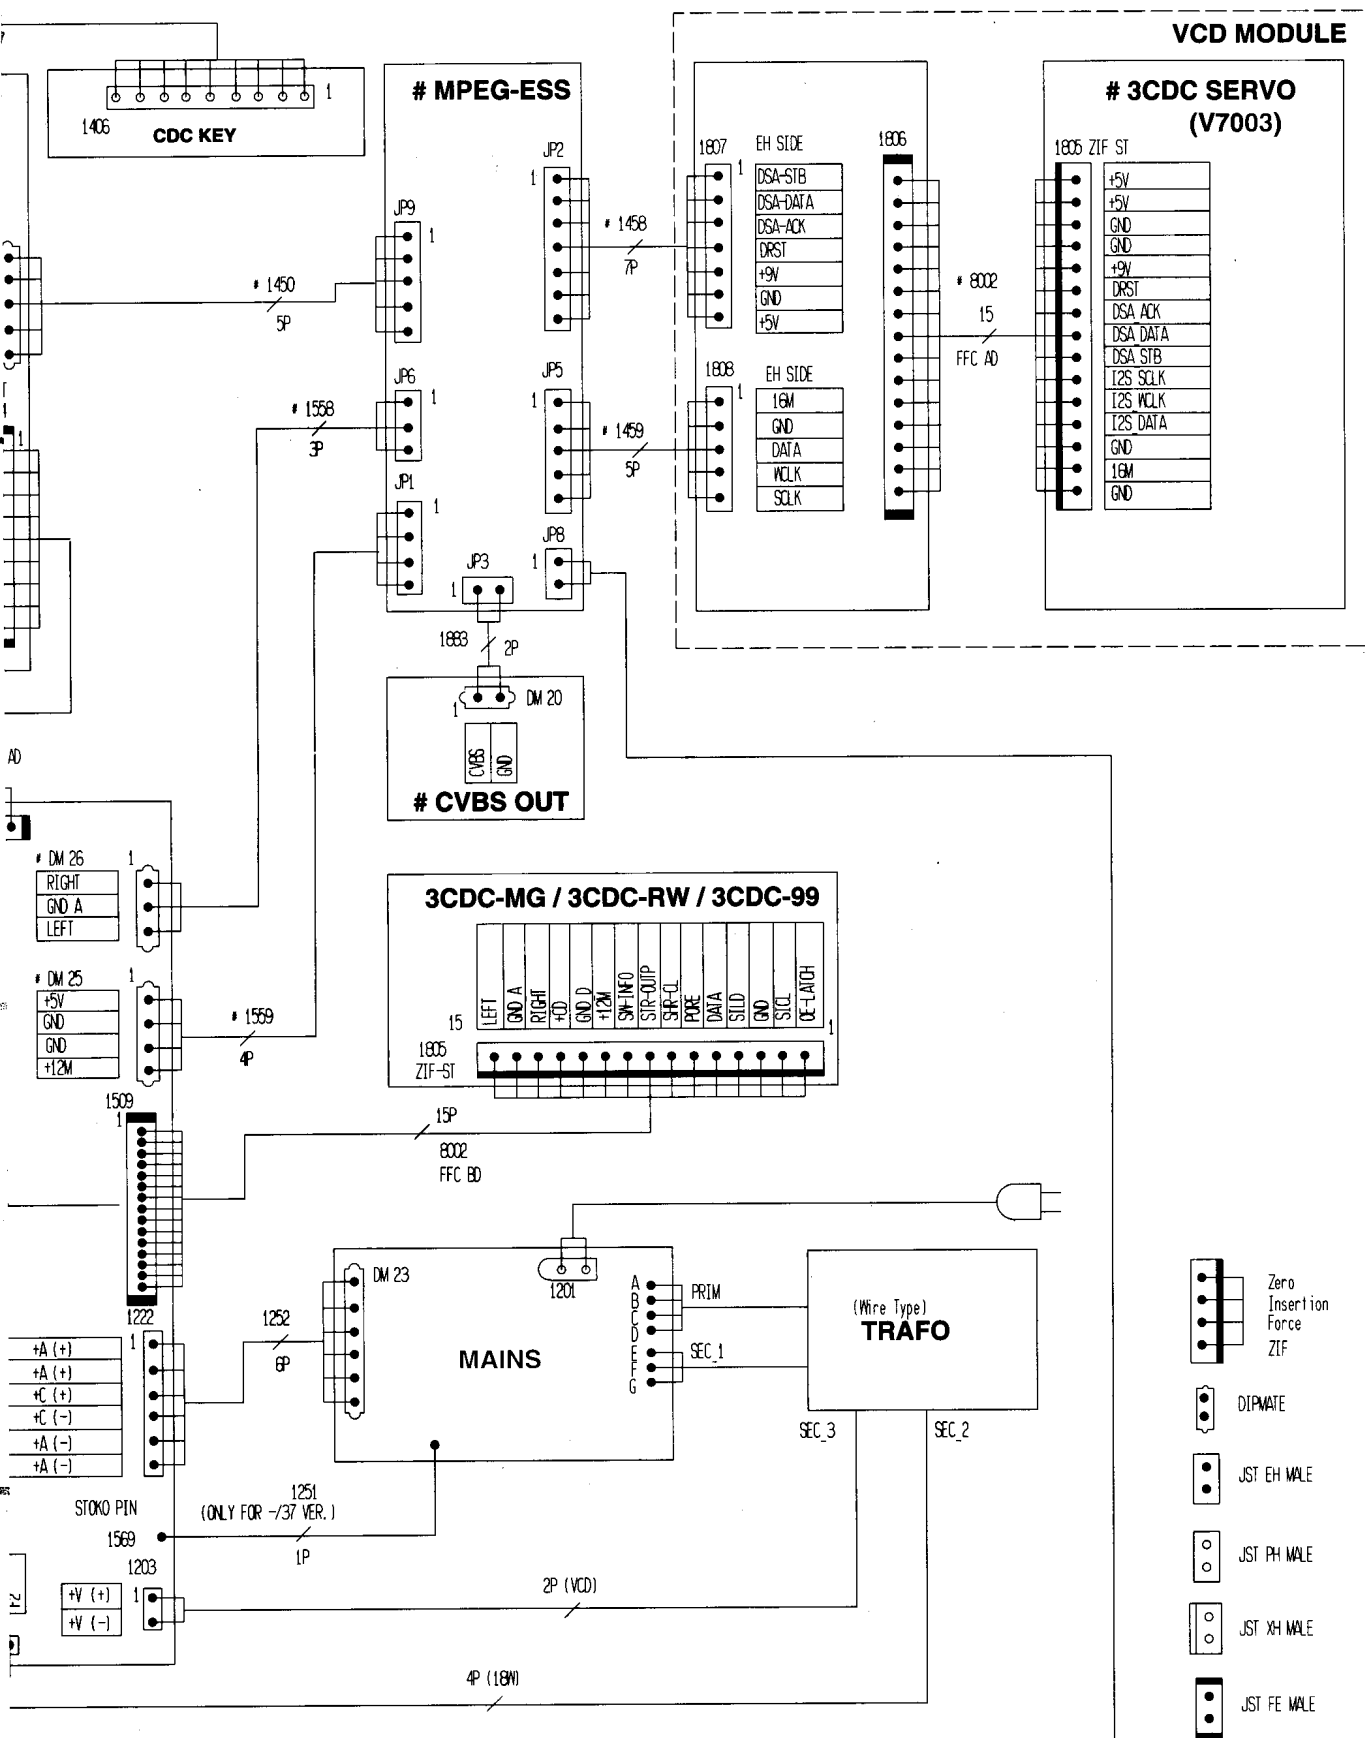 VCD MODULE
# MPEG-ESS
# 3CDC SERVO
(V7003)
1
1406
CDC KEY
JP2
1
1807
EH SIDE
1
DSA-STB
DSA-DATA
DSA-ACK
DRST
+9V
GND
+5V
1806
1805 ZIF ST
+5V
+5V
GND
GND
+9V
DRST
DSA ACK
DSA DATA
DSA STB
I2S SCLK
I2S WCLK
I2S DATA
GND
16M
GND
JP9
1
# 1458
7P
# 1450
5P
# 8002
15
FFC AD
JP6
1
# 1558
3P
JP5
1
# 1459
5P
1808
EH SIDE
1
16M
GND
DATA
WCLK
SCLK
1
1
JP1
1
JP8
1
JP3
1
1883
2P
DM 20
1
CVBS
GND
# CVBS OUT
AD
# DM 26
1
RIGHT
GND A
LEFT
# DM 25
1
+5V
GND
GND
+12M
# 1559
4P
3CDC-MG / 3CDC-RW / 3CDC-99
LEFT
GND A
RIGHT
+CD
GND D
+12M
SW-INFO
STR-OUTP
SHR-CL
PORE
DATA
SILD
GND
SICL
OE-LATCH
15
1
1805
ZIF-ST
1509
1
15P
8002
FFC BD
1222
1
+A (+)
+A (+)
+C (+)
+C (-)
+A (-)
+A (-)
1252
6P
DM 23
1201
MAINS
A
B
C
D
E
F
G
PRIM
SEC_1
(Wire Type)
TRAFO
SEC_3
SEC_2
STOKO PIN
1569
1251
(ONLY FOR -/37 VER.)
1P
1203
+V (+)
+V (-)
1
2P (VCD)
4P (18W)
Zero
Insertion
Force
ZIF
DIPMATE
JST EH MALE
JST PH MALE
JST XH MALE
JST FE MALE